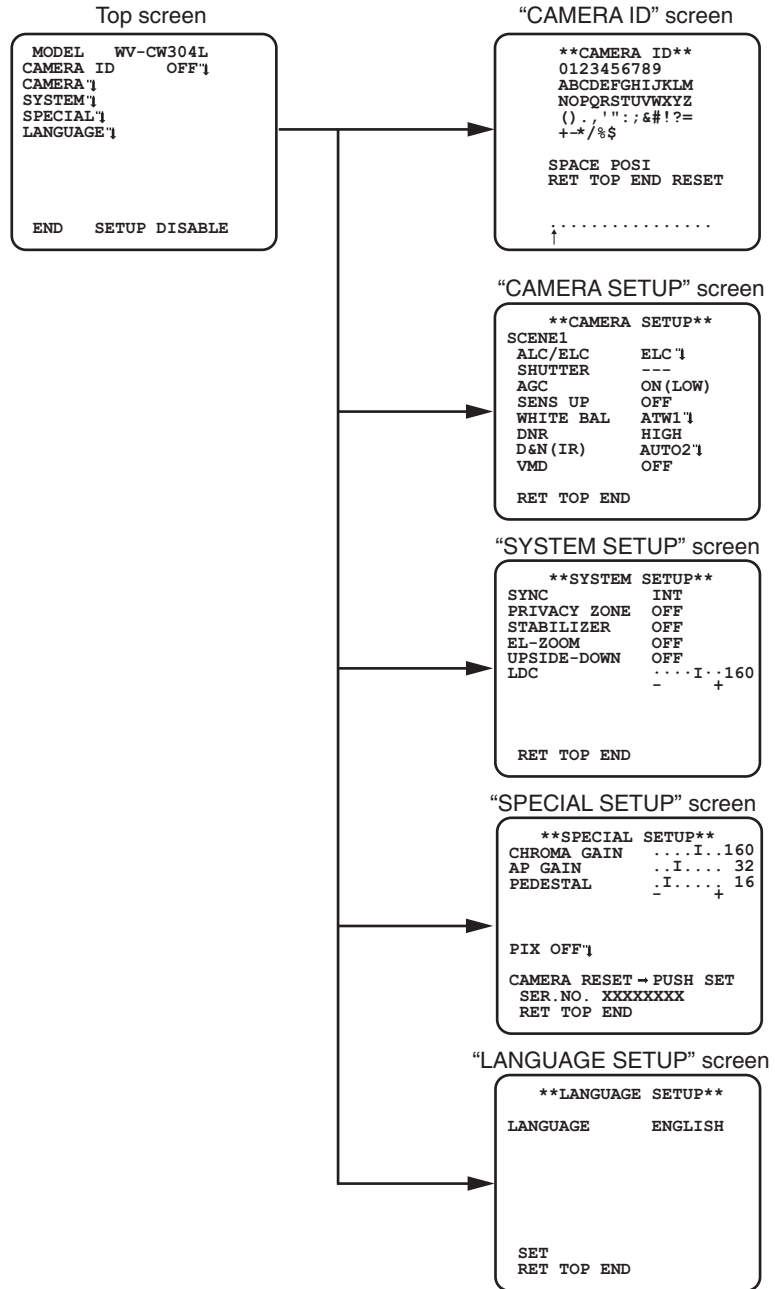 Top screen
MODEL WV-CW304L
CAMERA ID OFF
CAMERA
SYSTEM
SPECIAL
LANGUAGE
END SETUP DISABLE
“CAMERA ID” screen
**CAMERA ID**
0123456789
ABCDEFGHIJKLM
NOPQRSTUVWXYZ
().,'":;&#!?=
+-*/%$
SPACE POSI
RET TOP END RESET
................
↑
“CAMERA SETUP” screen
**CAMERA SETUP**
SCENE1
ALC/ELC ELC
SHUTTER ---
AGC ON(LOW)
SENS UP OFF
WHITE BAL ATW1
DNR HIGH
D&N(IR) AUTO2
VMD OFF
RET TOP END
“SYSTEM SETUP” screen
**SYSTEM SETUP**
SYNC INT
PRIVACY ZONE OFF
STABILIZER OFF
EL-ZOOM OFF
UPSIDE-DOWN OFF
LDC ····I··160
- +
RET TOP END
“SPECIAL SETUP” screen
**SPECIAL SETUP**
CHROMA GAIN ....I..160
AP GAIN ..I.... 32
PEDESTAL .I..... 16
- +
PIX OFF
CAMERA RESET→PUSH SET
SER.NO. XXXXXXXX
RET TOP END
“LANGUAGE SETUP” screen
**LANGUAGE SETUP**
LANGUAGE ENGLISH
SET
RET TOP END